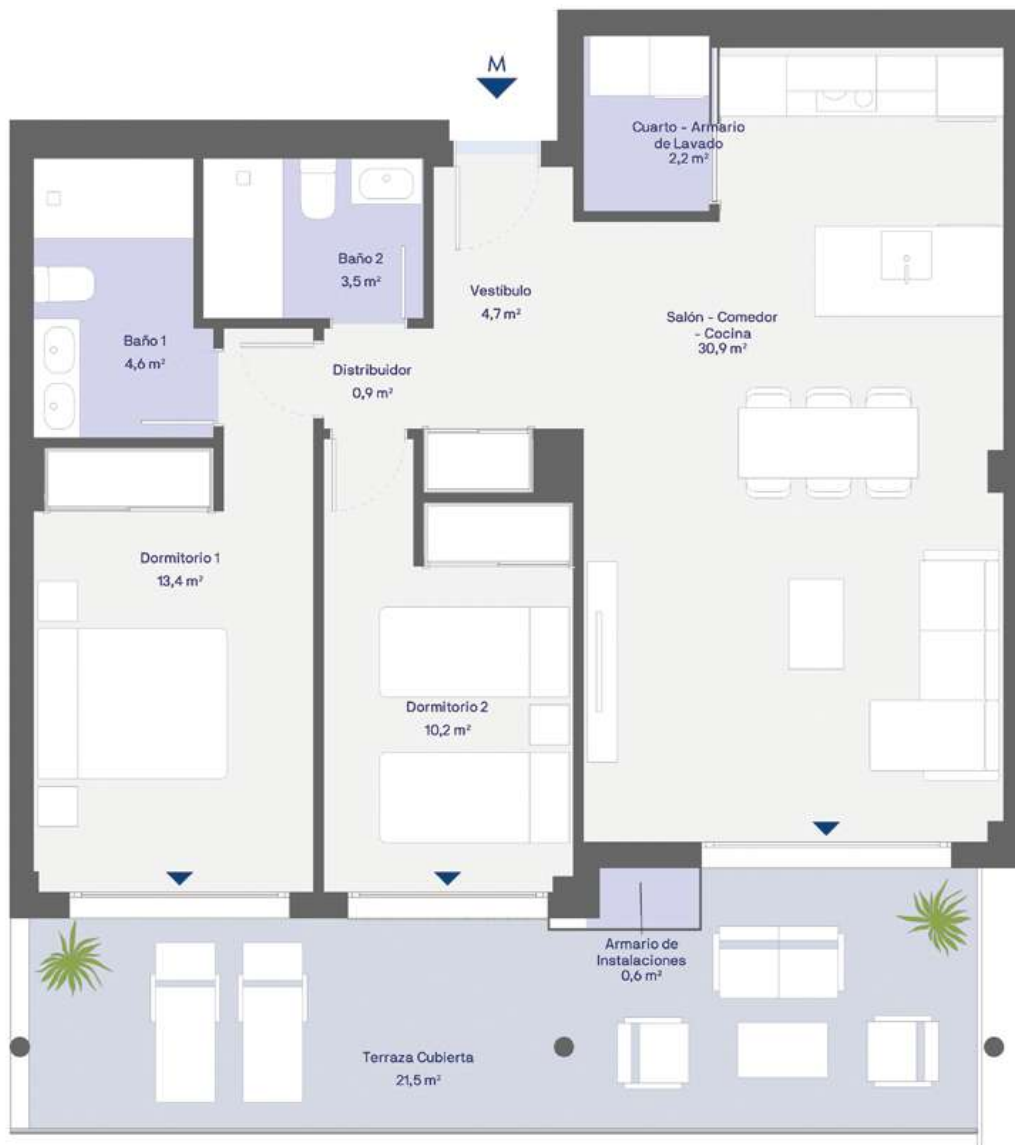 M
Cuarto - Armario
de Lavado
2,2 m²
Baño 2
3,5 m²
Vestíbulo
4,7 m²
Salón - Comedor
- Cocina
30,9 m²
Baño 1
4,6 m²
Distribuidor
0,9 m²
Dormitorio 1
13,4 m²
Dormitorio 2
10,2 m²
Armario de
Instalaciones
0,6 m²
Terraza Cubierta
21,5 m²